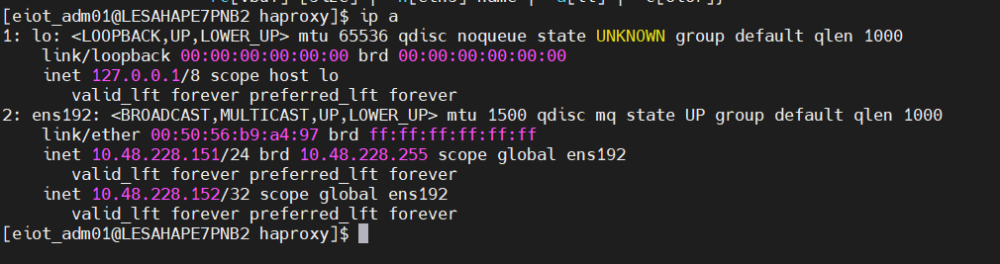 [eiot_adm01@LESAHAPE7PNB2 haproxy]$ ip a
1: lo: <LOOPBACK,UP,LOWER_UP> mtu 65536 qdisc noqueue state UNKNOWN group default qlen 1000
    link/loopback 00:00:00:00:00:00 brd 00:00:00:00:00:00
    inet 127.0.0.1/8 scope host lo
       valid_lft forever preferred_lft forever
2: ens192: <BROADCAST,MULTICAST,UP,LOWER_UP> mtu 1500 qdisc mq state UP group default qlen 1000
    link/ether 00:50:56:b9:a4:97 brd ff:ff:ff:ff:ff:ff
    inet 10.48.228.151/24 brd 10.48.228.255 scope global ens192
       valid_lft forever preferred_lft forever
    inet 10.48.228.152/32 scope global ens192
       valid_lft forever preferred_lft forever
[eiot_adm01@LESAHAPE7PNB2 haproxy]$